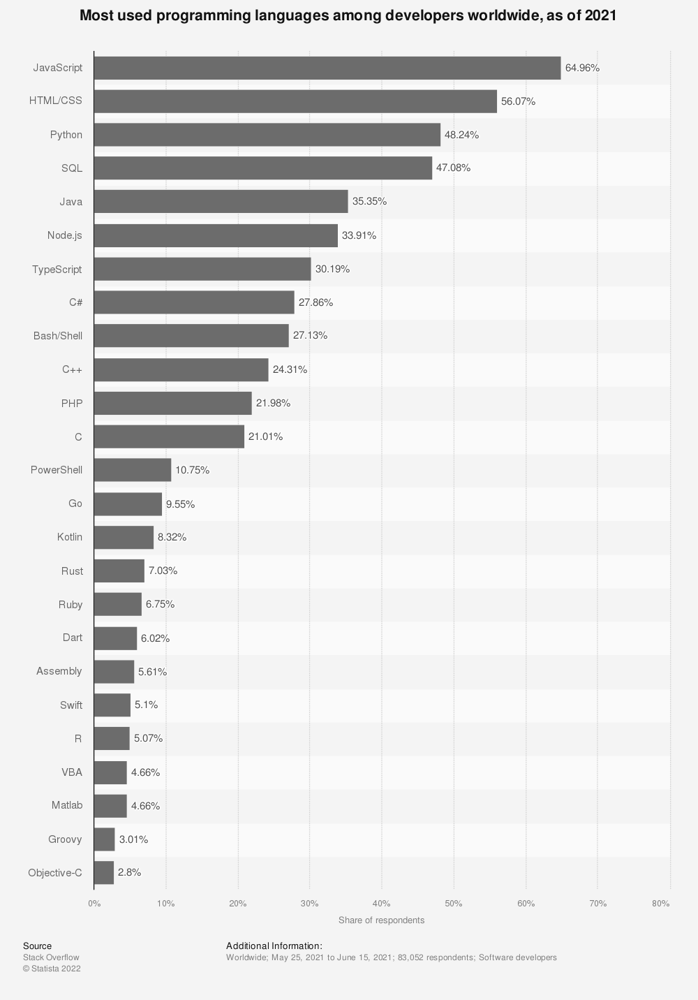 Most used programming languages among developers worldwide, as of 2021
JavaScript 64.96%
HTML/CSS 56.07%
Python 48.24%
SQL 47.08%
Java 35.35%
Node.js 33.91%
TypeScript 30.19%
C# 27.86%
Bash/Shell 27.13%
C++ 24.31%
PHP 21.98%
C 21.01%
PowerShell 10.75%
Go 9.55%
Kotlin 8.32%
Rust 7.03%
Ruby 6.75%
Dart 6.02%
Assembly 5.61%
Swift 5.1%
R 5.07%
VBA 4.66%
Matlab 4.66%
Groovy 3.01%
Objective-C 2.8%
0% 10% 20% 30% 40% 50% 60% 70% 80%
Share of respondents
Source
Stack Overflow
© Statista 2022
Additional Information:
Worldwide; May 25, 2021 to June 15, 2021; 83,052 respondents; Software developers